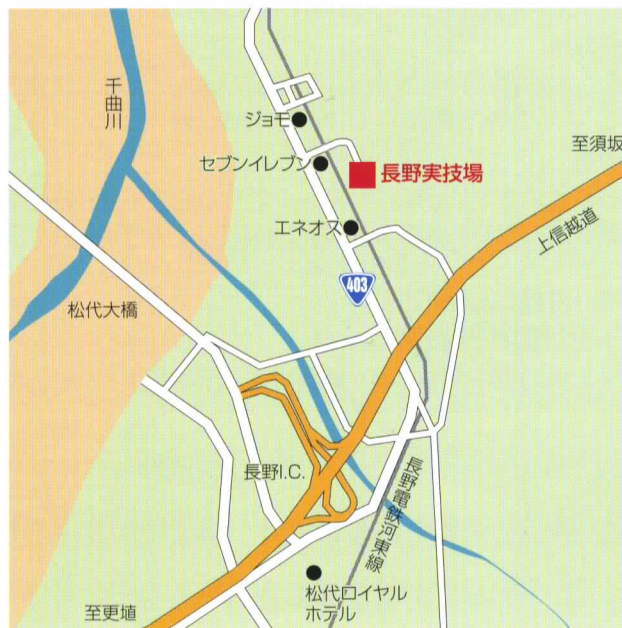 千曲川
ジョモ
セブンイレブン
長野実技場
至須坂
エネオス
上信越道
403
松代大橋
長野I.C.
長野電鉄河東線
松代ロイヤル
ホテル
至更埴